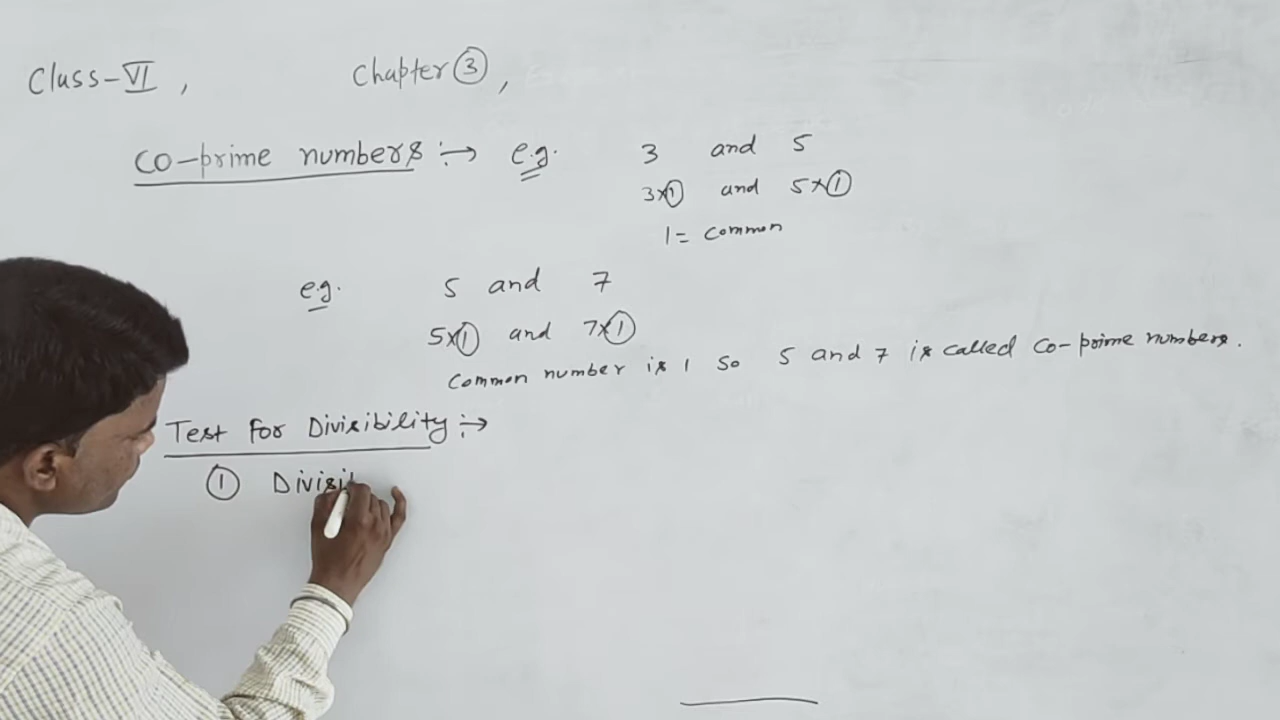 Class-VI, Chapter ③,
Co-prime numbers :→ e.g. 3 and 5
3×① and 5×①
1= common
e.g. 5 and 7
5×① and 7×①
Common number is 1 so 5 and 7 is called Co-prime numbers.
Test for Divisibility :→
① Divisi